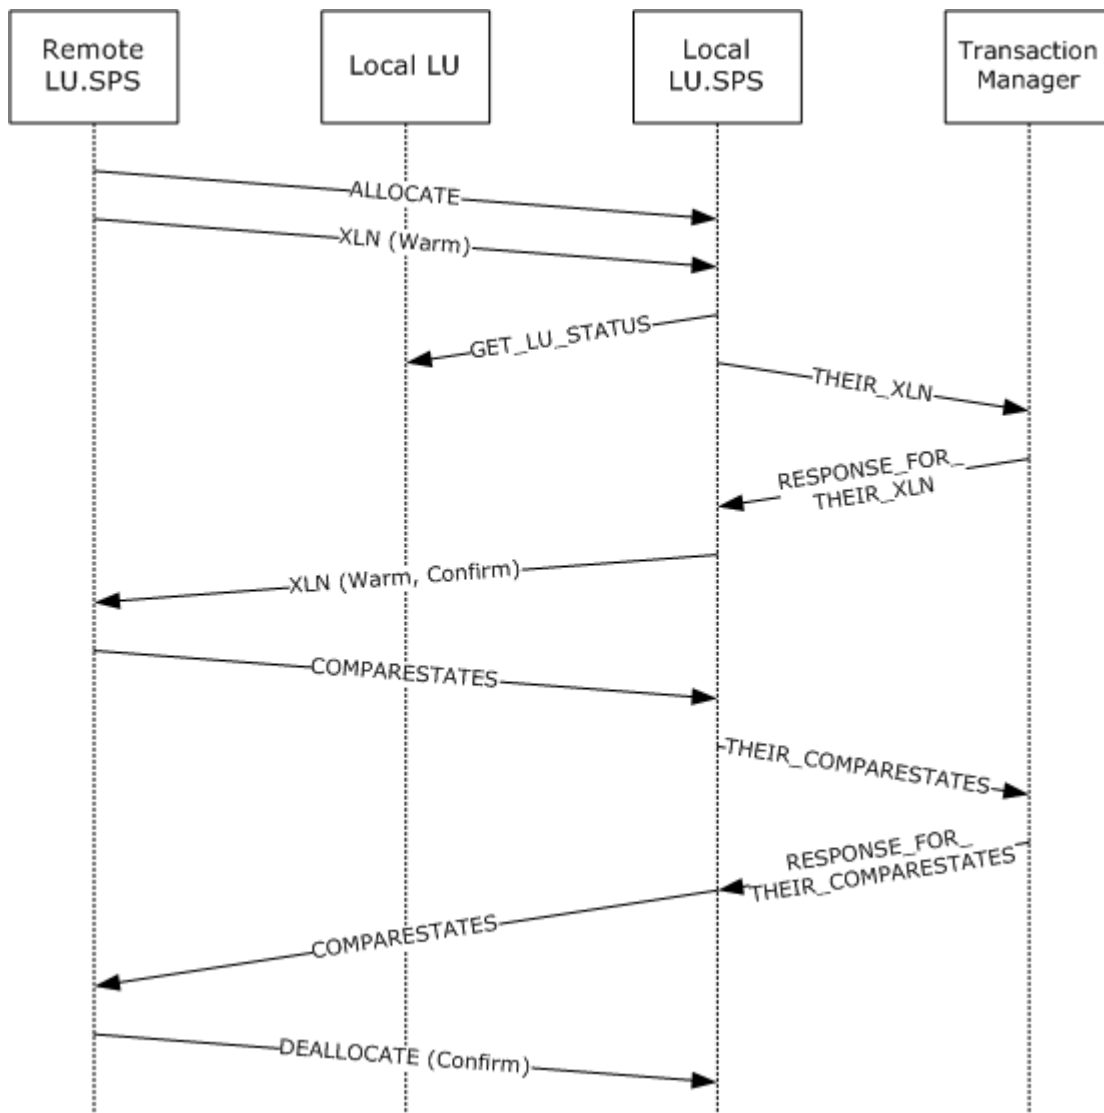 Remote
LU.SPS
Local LU
Local
LU.SPS
Transaction
Manager
ALLOCATE
XLN (Warm)
GET_LU_STATUS
THEIR_XLN
RESPONSE_FOR_
THEIR_XLN
XLN (Warm, Confirm)
COMPARESTATES
THEIR_COMPARESTATES
RESPONSE_FOR_
THEIR_COMPARESTATES
COMPARESTATES
DEALLOCATE (Confirm)